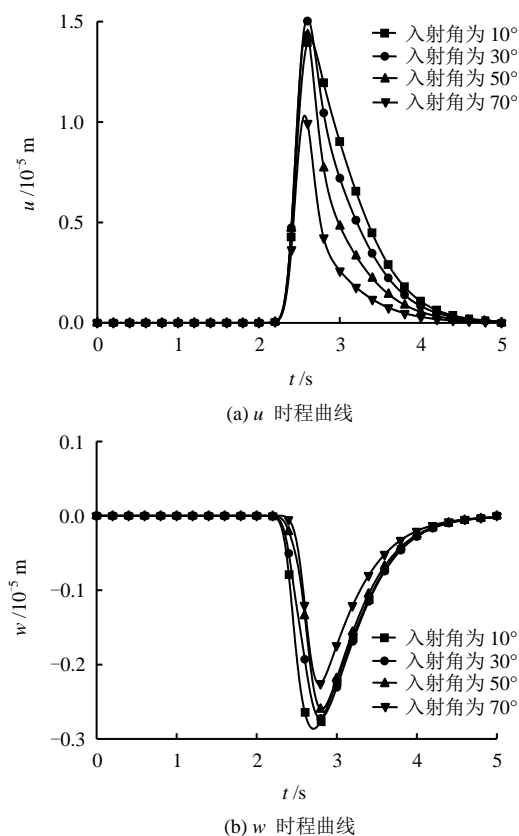 1.5
1.0
0.5
0.0
u /10⁻⁵ m
入射角为 10°
入射角为 30°
入射角为 50°
入射角为 70°
0 1 2 3 4 5
t /s
(a) u 时程曲线
0.1
0.0
−0.1
−0.2
−0.3
w /10⁻⁵ m
入射角为 10°
入射角为 30°
入射角为 50°
入射角为 70°
0 1 2 3 4 5
t /s
(b) w 时程曲线